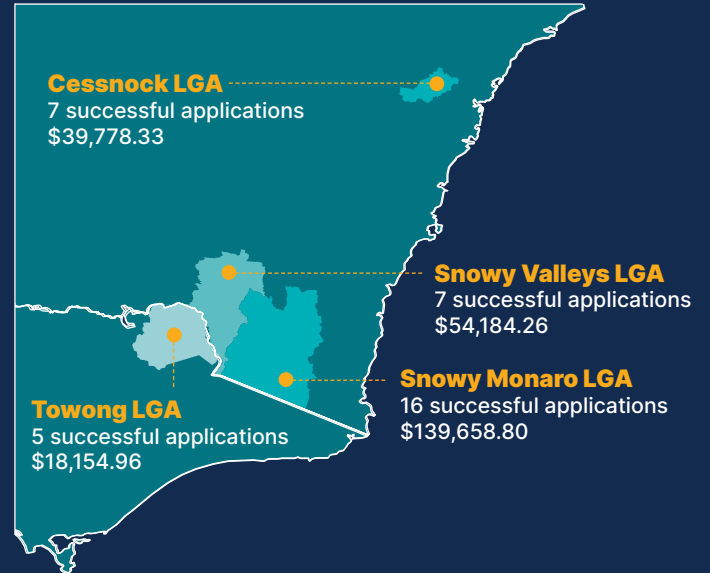 Cessnock LGA
7 successful applications
$39,778.33
Snowy Valleys LGA
7 successful applications
$54,184.26
Snowy Monaro LGA
16 successful applications
$139,658.80
Towong LGA
5 successful applications
$18,154.96